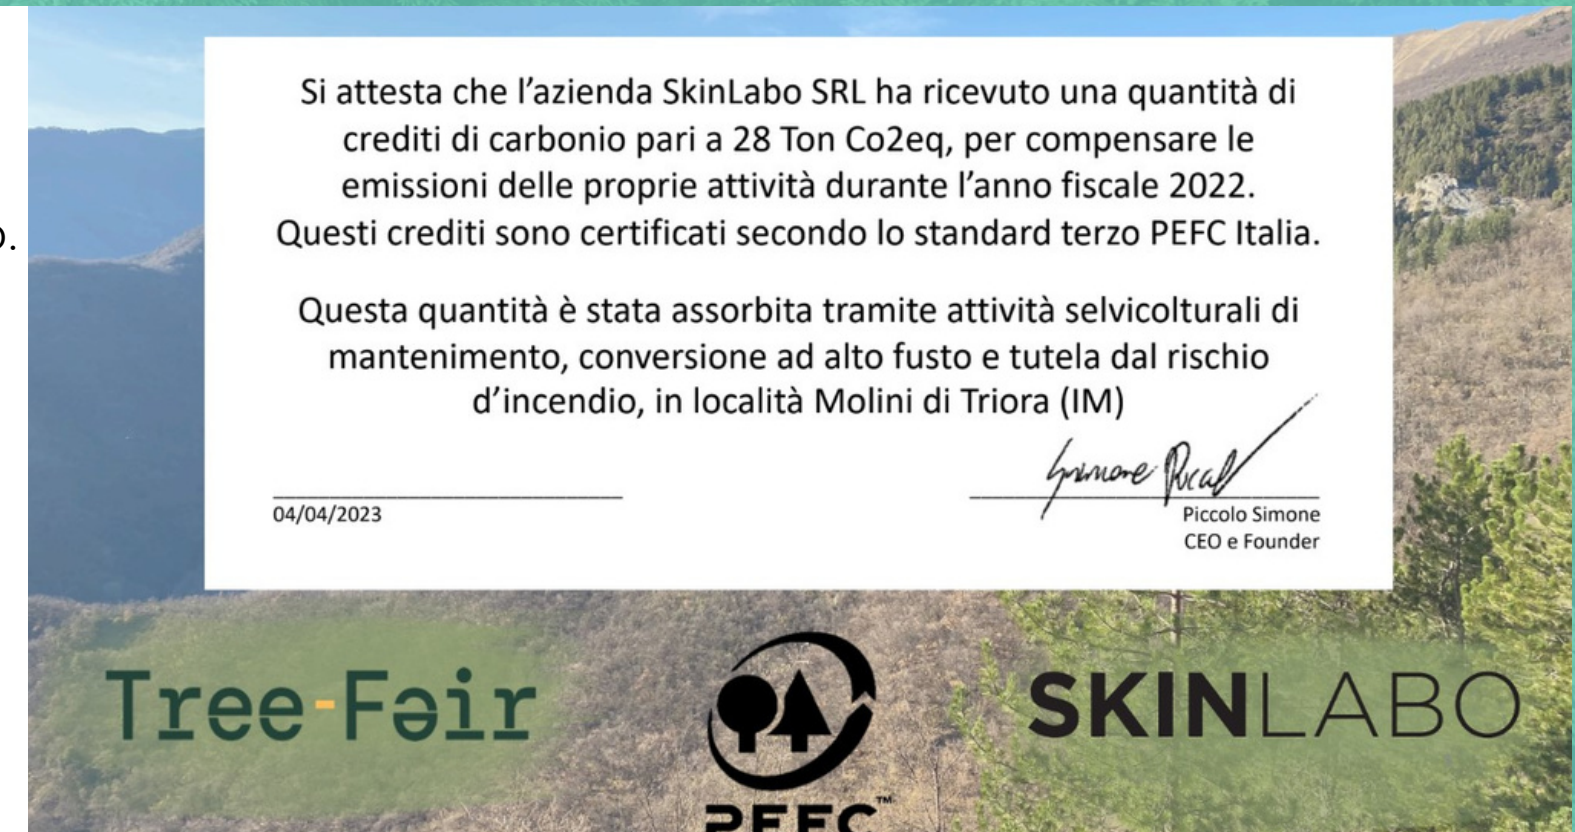 Si attesta che l’azienda SkinLabo SRL ha ricevuto una quantità di
crediti di carbonio pari a 28 Ton Co2eq, per compensare le
emissioni delle proprie attività durante l’anno fiscale 2022.
Questi crediti sono certificati secondo lo standard terzo PEFC Italia.
Questa quantità è stata assorbita tramite attività selvicolturali di
mantenimento, conversione ad alto fusto e tutela dal rischio
d’incendio, in località Molini di Triora (IM)
04/04/2023
Piccolo Simone
CEO e Founder
Tree-Fair
PEFC™
SKINLABO